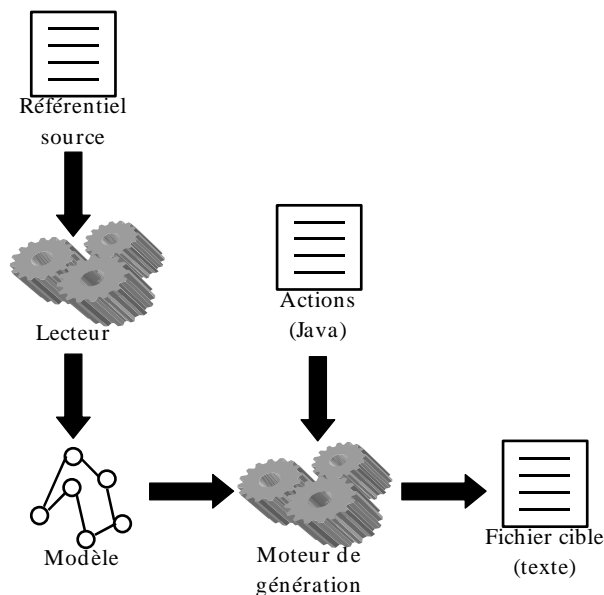 Référentiel
source
Lecteur
Actions
(Java)
Modèle
Moteur de
génération
Fichier cible
(texte)